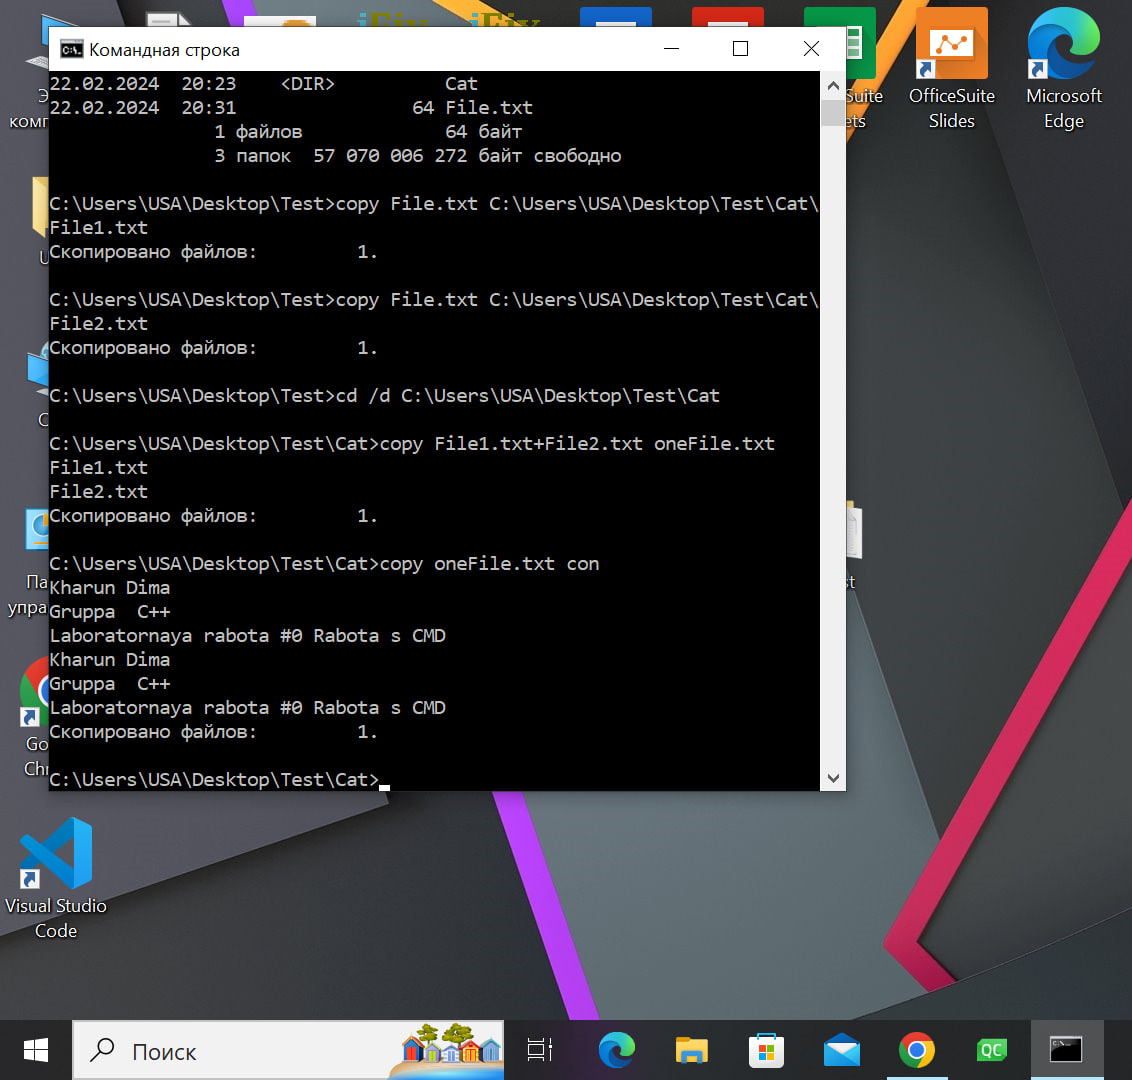 iFix iFix
Командная строка
22.02.2024  20:23    <DIR>          Cat
22.02.2024  20:31                64 File.txt
               1 файлов             64 байт
               3 папок  57 070 006 272 байт свободно
C:\Users\USA\Desktop\Test>copy File.txt C:\Users\USA\Desktop\Test\Cat\
File1.txt
Скопировано файлов:         1.
C:\Users\USA\Desktop\Test>copy File.txt C:\Users\USA\Desktop\Test\Cat\
File2.txt
Скопировано файлов:         1.
C:\Users\USA\Desktop\Test>cd /d C:\Users\USA\Desktop\Test\Cat
C:\Users\USA\Desktop\Test\Cat>copy File1.txt+File2.txt oneFile.txt
File1.txt
File2.txt
Скопировано файлов:         1.
C:\Users\USA\Desktop\Test\Cat>copy oneFile.txt con
Kharun Dima
Gruppa  C++
Laboratornaya rabota #0 Rabota s CMD
Kharun Dima
Gruppa  C++
Laboratornaya rabota #0 Rabota s CMD
Скопировано файлов:         1.
C:\Users\USA\Desktop\Test\Cat>
OfficeSuite
Slides
Microsoft
Edge
Visual Studio
Code
Поиск
QC